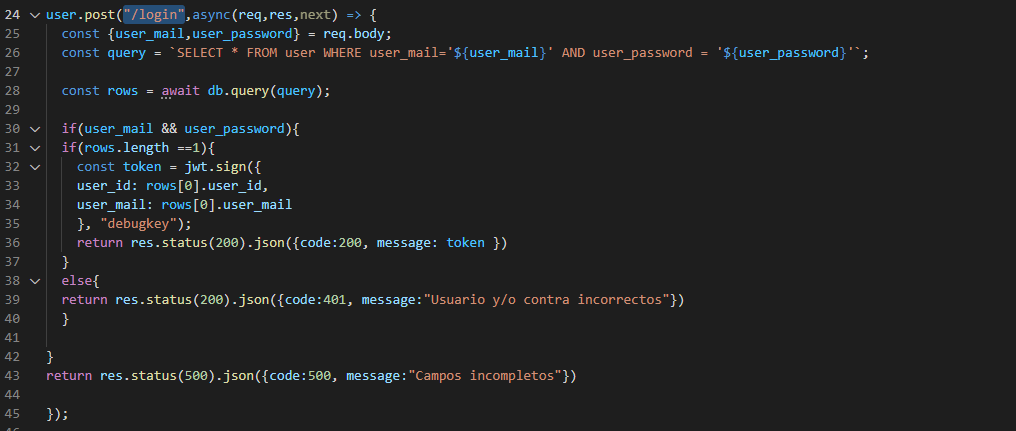 24 user.post("/login",async(req,res,next) => {
25 const {user_mail,user_password} = req.body;
26 const query = `SELECT * FROM user WHERE user_mail='${user_mail}' AND user_password = '${user_password}'`;
27
28 const rows = await db.query(query);
29
30 if(user_mail && user_password){
31 if(rows.length ==1){
32 const token = jwt.sign({
33 user_id: rows[0].user_id,
34 user_mail: rows[0].user_mail
35 }, "debugkey");
36 return res.status(200).json({code:200, message: token })
37 }
38 else{
39 return res.status(200).json({code:401, message:"Usuario y/o contra incorrectos"})
40 }
41
42 }
43 return res.status(500).json({code:500, message:"Campos incompletos"})
44
45 });